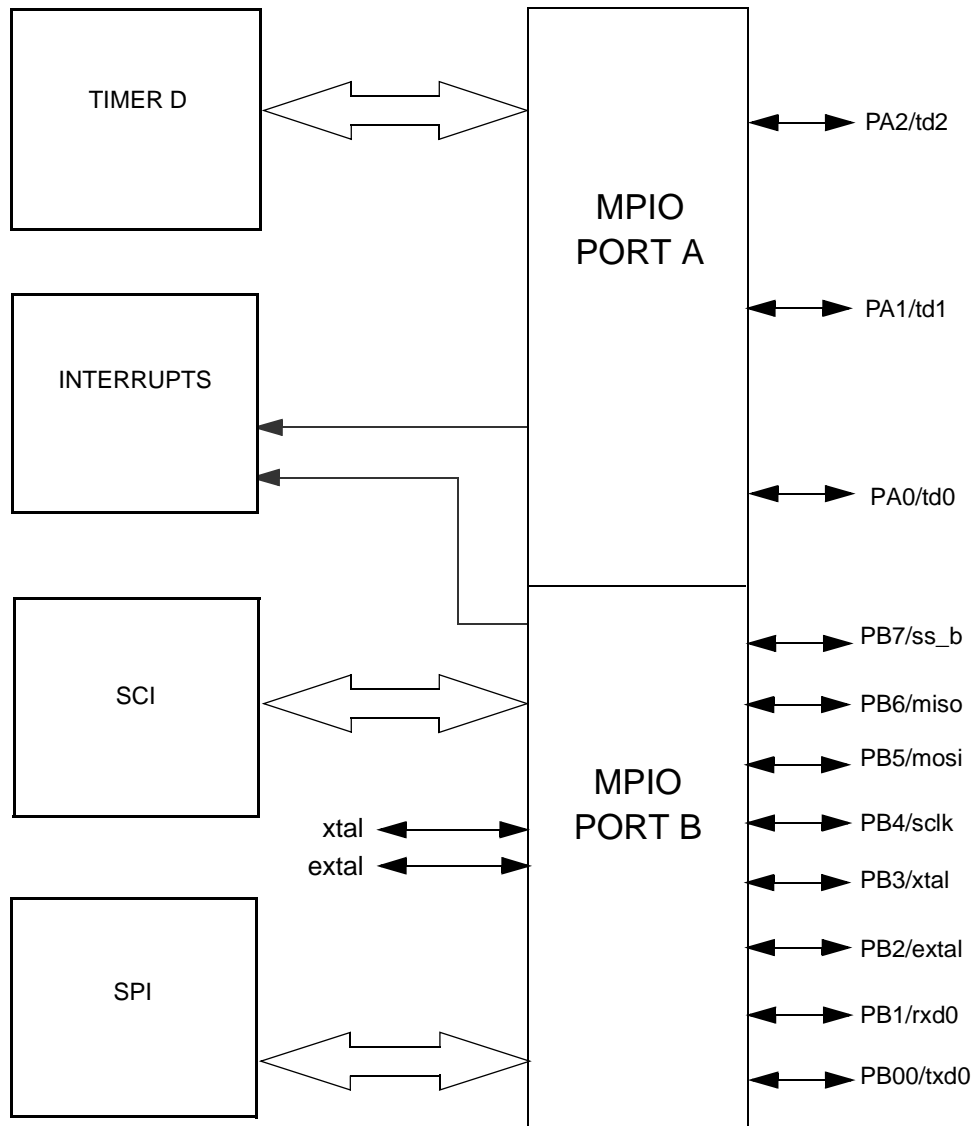 TIMER D
MPIO
PORT A
PA2/td2
PA1/td1
INTERRUPTS
PA0/td0
SCI
MPIO
PORT B
xtal
extal
PB7/ss_b
PB6/miso
PB5/mosi
PB4/sclk
PB3/xtal
PB2/extal
PB1/rxd0
PB00/txd0
SPI